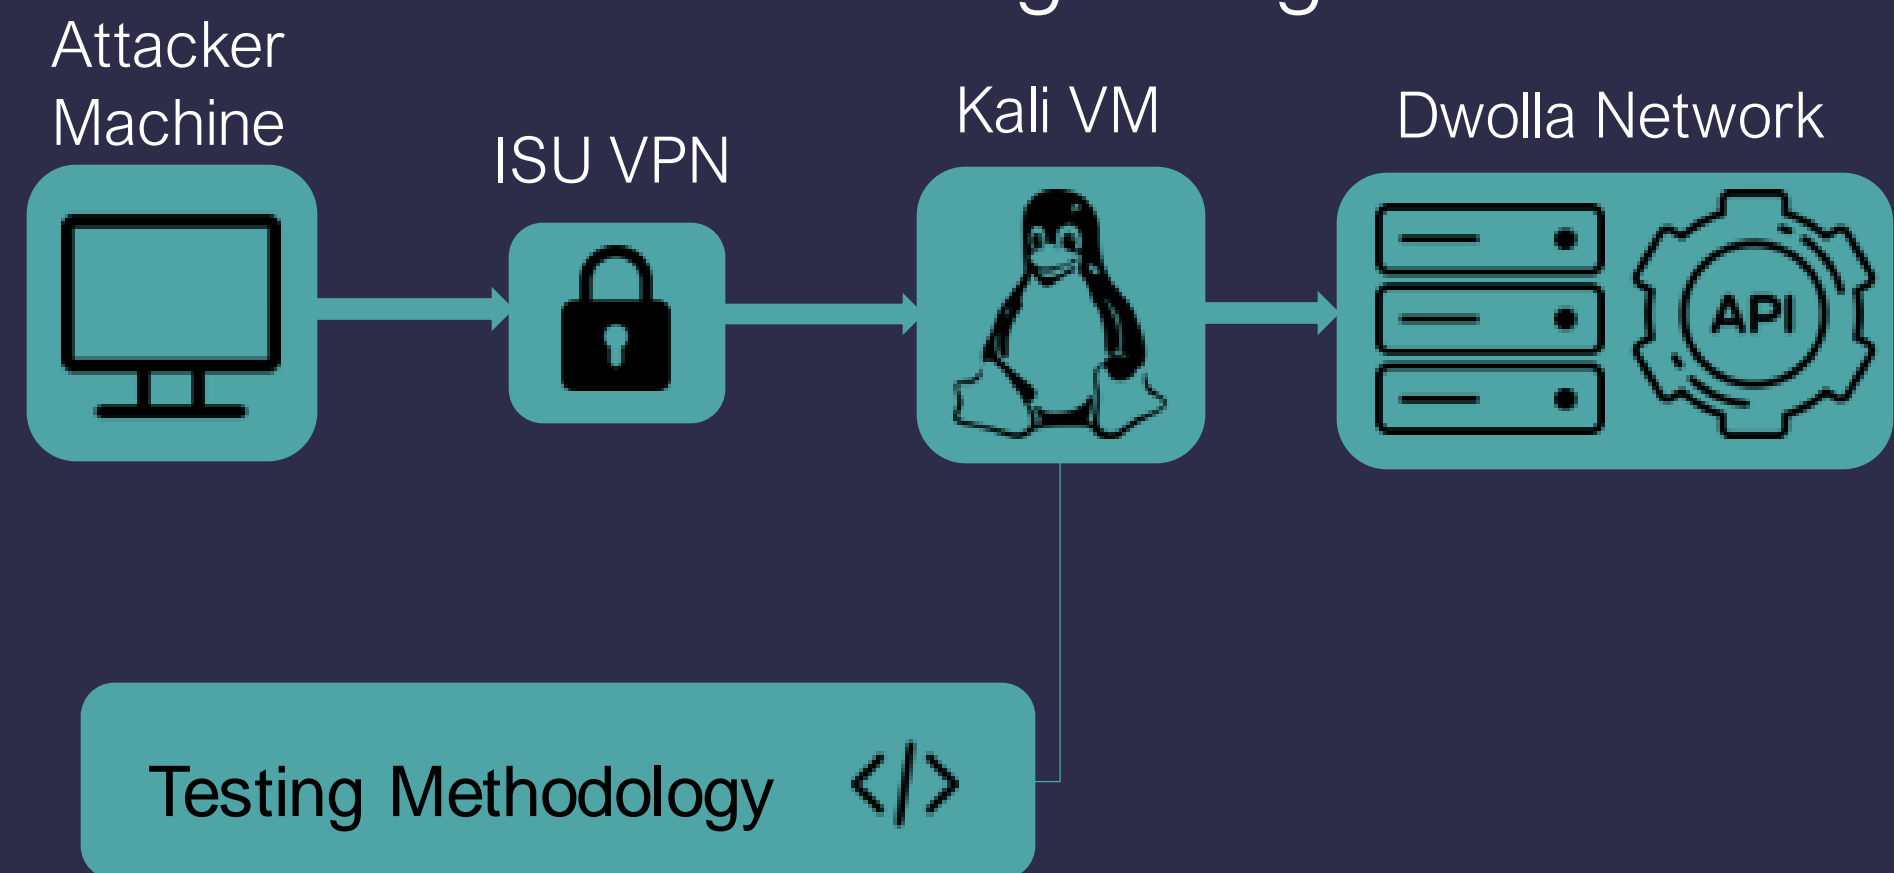 Attacker
Machine
ISU VPN
Kali VM
Dwolla Network
API
Testing Methodology </>